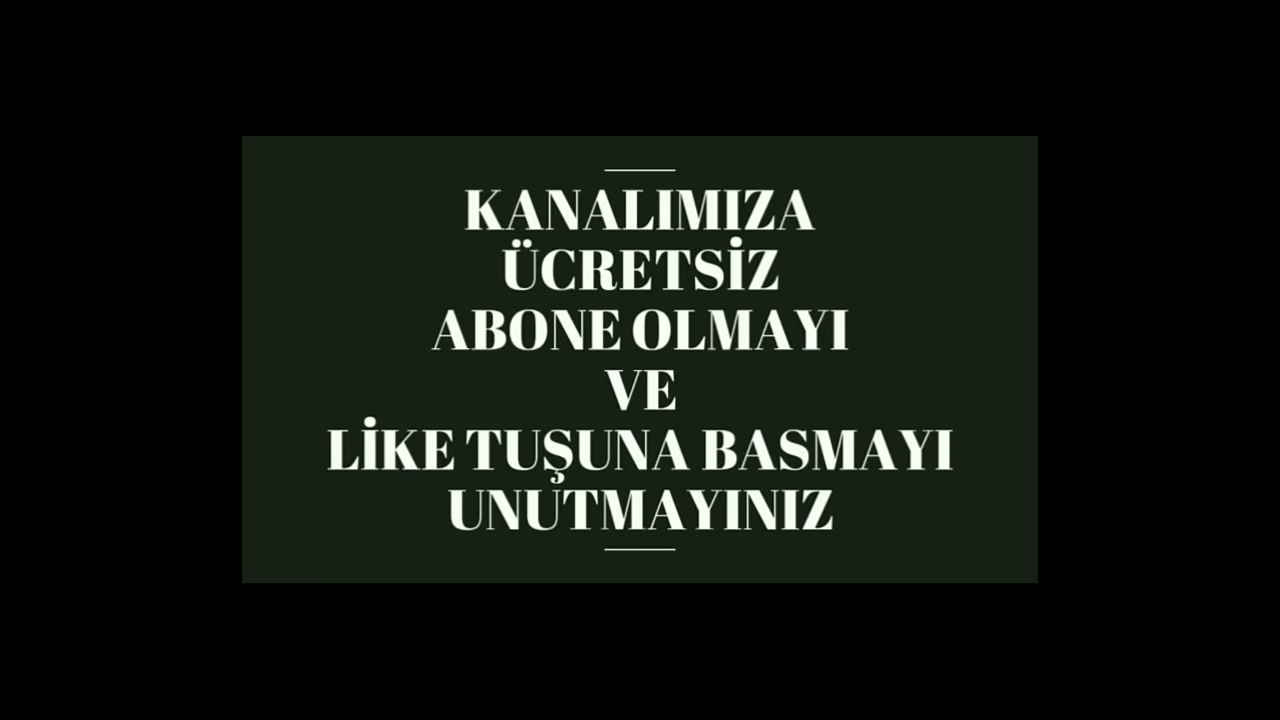 KANALIMIZA
ÜCRETSİZ
ABONE OLMAYI
VE
LİKE TUŞUNA BASMAYI
UNUTMAYINIZ